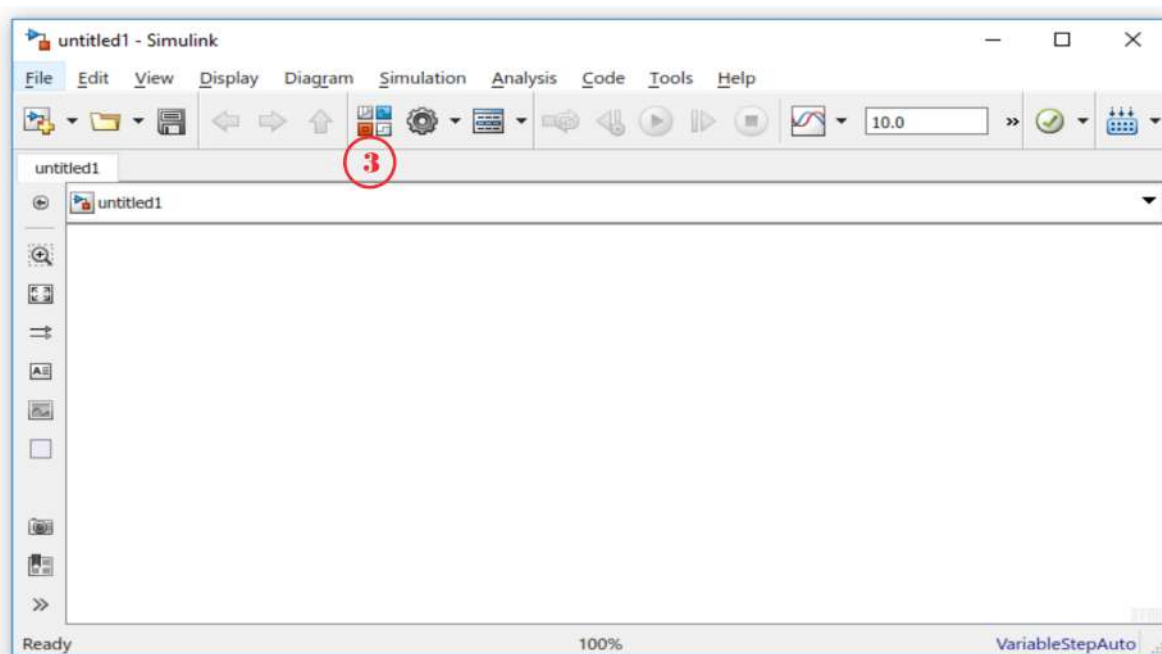 untitled1 - Simulink
File Edit View Display Diagram Simulation Analysis Code Tools Help
10.0 »
untitled1
3
untitled1
Ready 100% VariableStepAuto